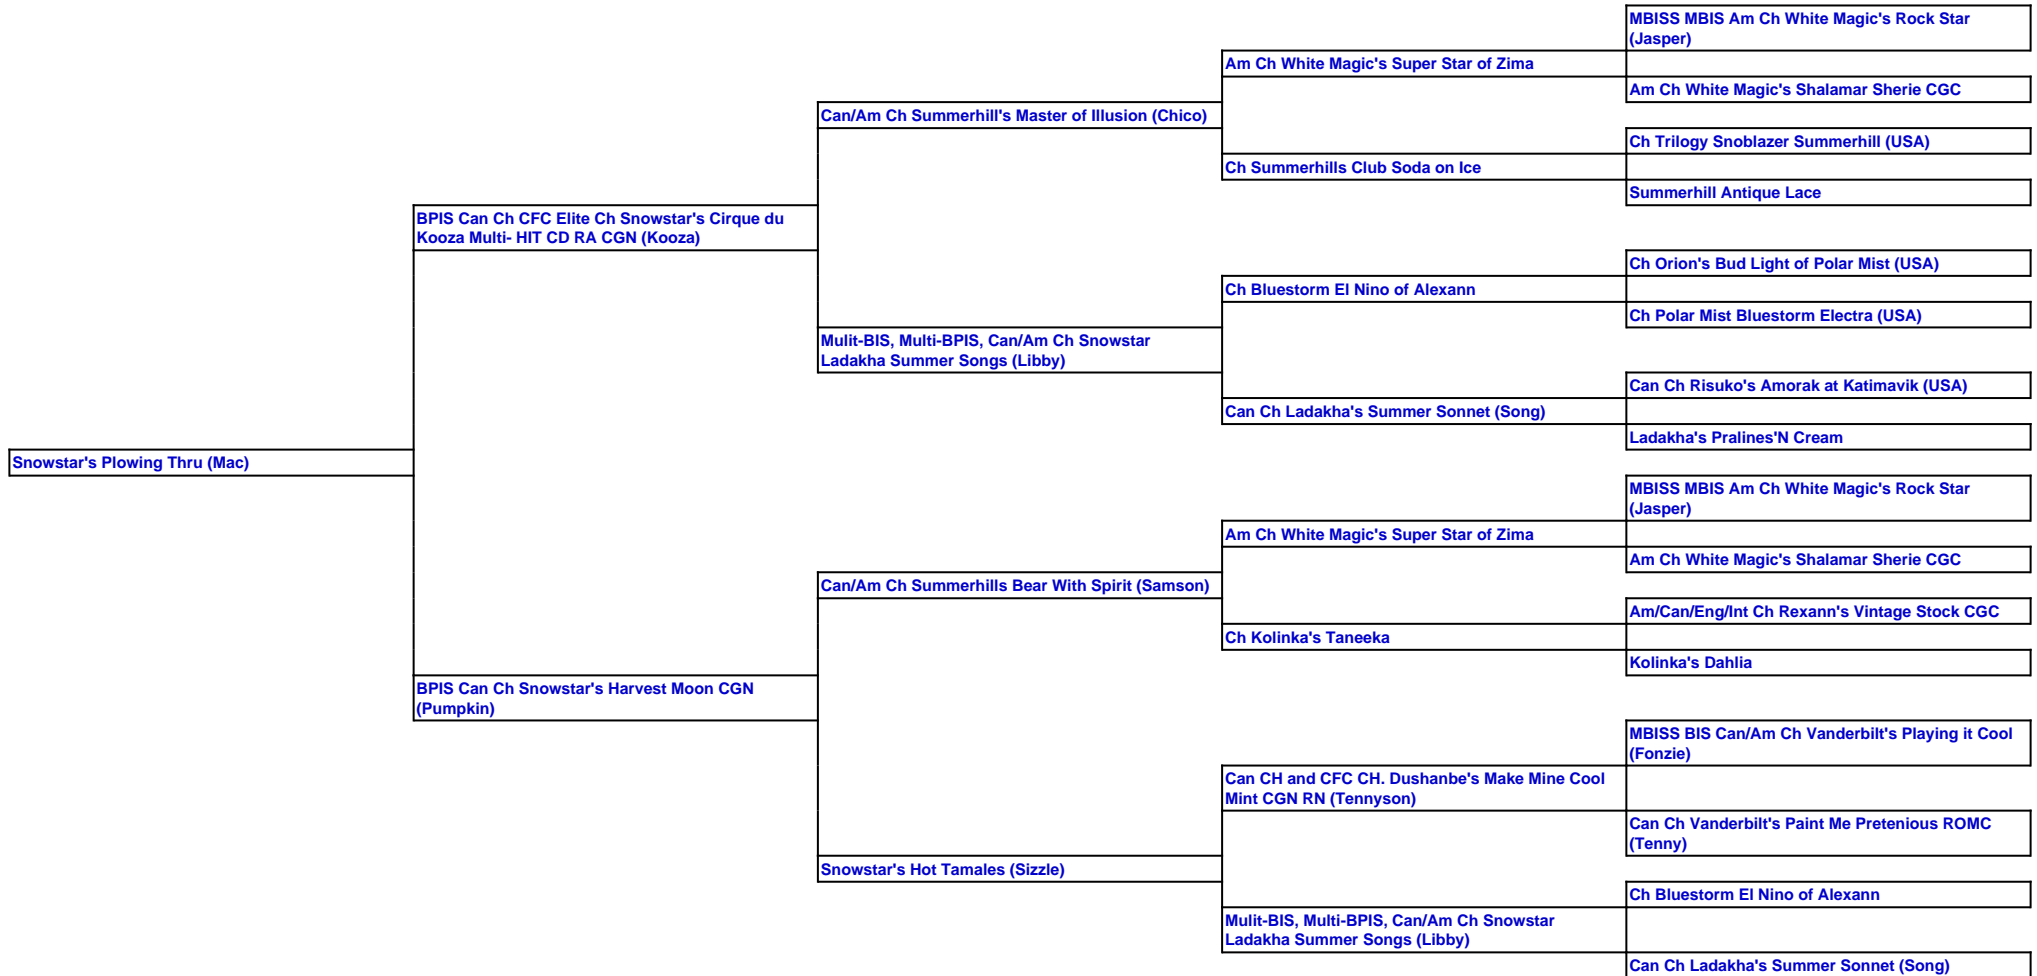 MBISS MBIS Am Ch White Magic's Rock Star
(Jasper)
Am Ch White Magic's Super Star of Zima
Am Ch White Magic's Shalamar Sherie CGC
Can/Am Ch Summerhill's Master of Illusion (Chico)
Ch Trilogy Snoblazer Summerhill (USA)
Ch Summerhills Club Soda on Ice
Summerhill Antique Lace
BPIS Can Ch CFC Elite Ch Snowstar's Cirque du
Kooza Multi- HIT CD RA CGN (Kooza)
Ch Orion's Bud Light of Polar Mist (USA)
Ch Bluestorm El Nino of Alexann
Ch Polar Mist Bluestorm Electra (USA)
Mulit-BIS, Multi-BPIS, Can/Am Ch Snowstar
Ladakha Summer Songs (Libby)
Can Ch Risuko's Amorak at Katimavik (USA)
Can Ch Ladakha's Summer Sonnet (Song)
Ladakha's Pralines'N Cream
Snowstar's Plowing Thru (Mac)
MBISS MBIS Am Ch White Magic's Rock Star
(Jasper)
Am Ch White Magic's Super Star of Zima
Am Ch White Magic's Shalamar Sherie CGC
Can/Am Ch Summerhills Bear With Spirit (Samson)
Am/Can/Eng/Int Ch Rexann's Vintage Stock CGC
Ch Kolinka's Taneeka
Kolinka's Dahlia
BPIS Can Ch Snowstar's Harvest Moon CGN
(Pumpkin)
MBISS BIS Can/Am Ch Vanderbilt's Playing it Cool
(Fonzie)
Can CH and CFC CH. Dushanbe's Make Mine Cool
Mint CGN RN (Tennyson)
Can Ch Vanderbilt's Paint Me Pretenious ROMC
(Tenny)
Snowstar's Hot Tamales (Sizzle)
Ch Bluestorm El Nino of Alexann
Mulit-BIS, Multi-BPIS, Can/Am Ch Snowstar
Ladakha Summer Songs (Libby)
Can Ch Ladakha's Summer Sonnet (Song)